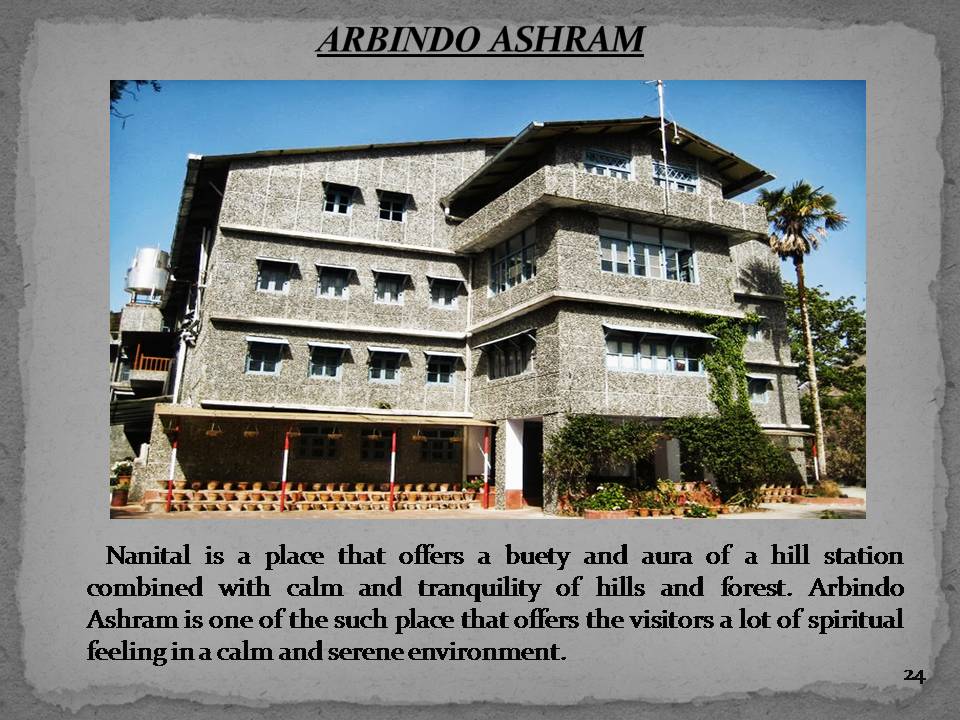 ARBINDO ASHRAM
Nanital is a place that offers a buety and aura of a hill station
combined with calm and tranquility of hills and forest. Arbindo
Ashram is one of the such place that offers the visitors a lot of spiritual
feeling in a calm and serene environment.
24